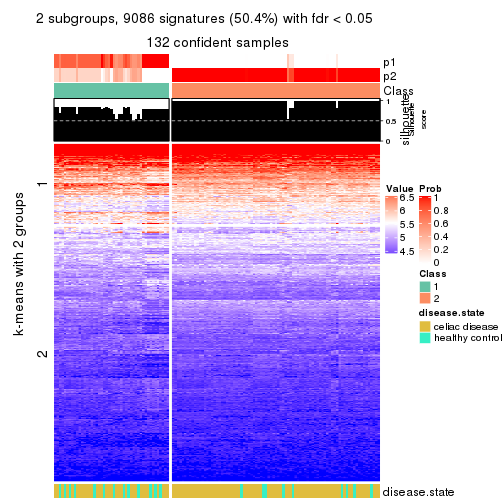 2 subgroups, 9086 signatures (50.4%) with fdr < 0.05
132 confident samples
p1
p2
Class
silhouette
Silhouette
score
1
0.5
0
k-means with 2 groups
1
2
Value
6.5
6
5.5
5
4.5
Prob
1
0.8
0.6
0.4
0.2
0
Class
1
2
disease.state
celiac disease
healthy control
disease.state